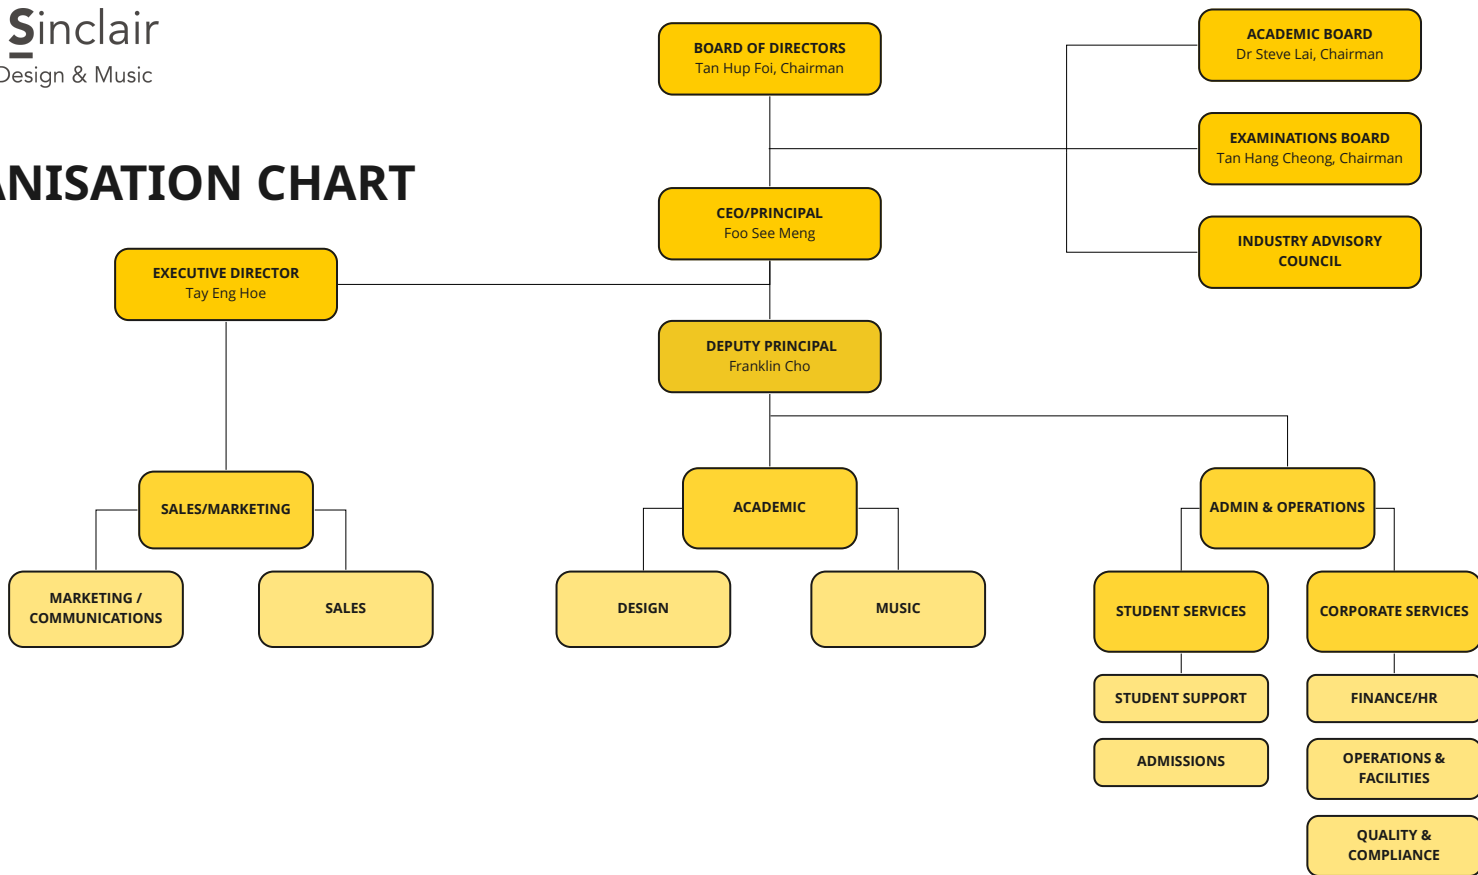 Sinclair
Design & Music
ANISATION CHART
BOARD OF DIRECTORS
Tan Hup Foi, Chairman
ACADEMIC BOARD
Dr Steve Lai, Chairman
EXAMINATIONS BOARD
Tan Hang Cheong, Chairman
INDUSTRY ADVISORY
COUNCIL
CEO/PRINCIPAL
Foo See Meng
EXECUTIVE DIRECTOR
Tay Eng Hoe
DEPUTY PRINCIPAL
Franklin Cho
SALES/MARKETING
ACADEMIC
ADMIN & OPERATIONS
MARKETING /
COMMUNICATIONS
SALES
DESIGN
MUSIC
STUDENT SERVICES
CORPORATE SERVICES
STUDENT SUPPORT
FINANCE/HR
ADMISSIONS
OPERATIONS &
FACILITIES
QUALITY &
COMPLIANCE